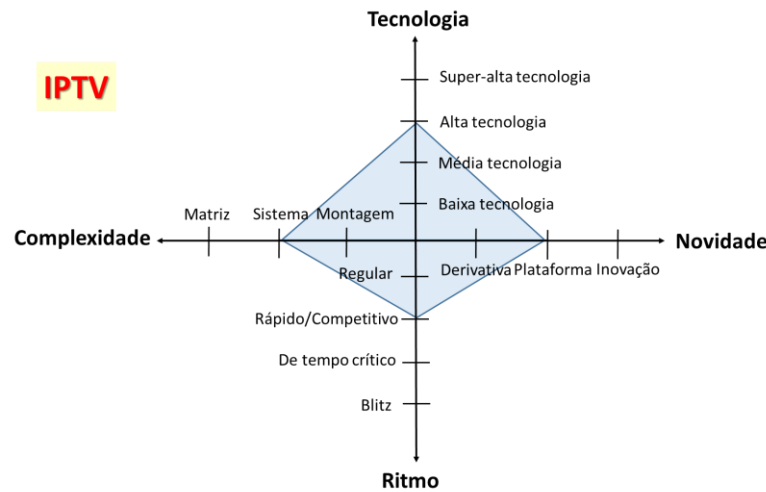 Tecnologia
IPTV
Super-alta tecnologia
Alta tecnologia
Média tecnologia
Baixa tecnologia
Matriz Sistema Montagem
Complexidade
Novidade
Regular
Derivativa Plataforma Inovação
Rápido/Competitivo
De tempo crítico
Blitz
Ritmo